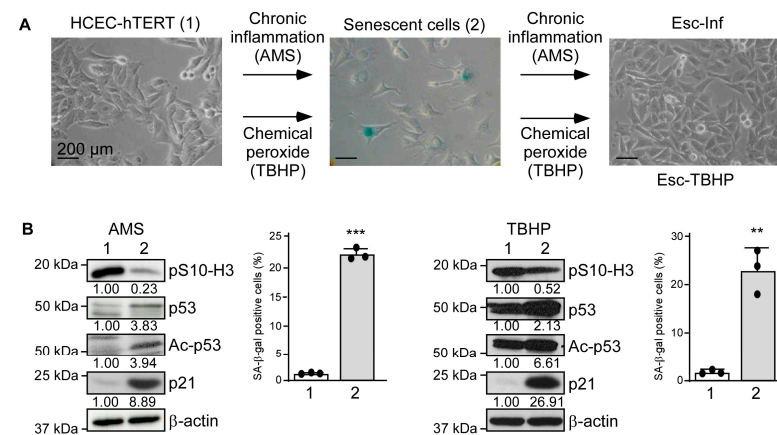 A
HCEC-hTERT (1)
Chronic
inflammation
(AMS)
Senescent cells (2)
Chronic
inflammation
(AMS)
Esc-Inf
200 µm
Chemical
peroxide
(TBHP)
Chemical
peroxide
(TBHP)
Esc-TBHP
B
AMS
1 2
20 kDa
pS10-H3
1.00 0.23
50 kDa
p53
1.00 3.83
50 kDa
Ac-p53
1.00 3.94
25 kDa
p21
1.00 8.89
37 kDa
β-actin
SA-β-gal positive cells (%)
25
20
15
10
5
0
***
1 2
TBHP
1 2
20 kDa
pS10-H3
1.00 0.52
50 kDa
p53
1.00 2.13
50 kDa
Ac-p53
1.00 6.61
25 kDa
p21
1.00 26.91
37 kDa
β-actin
SA-β-gal positive cells (%)
30
20
10
0
**
1 2